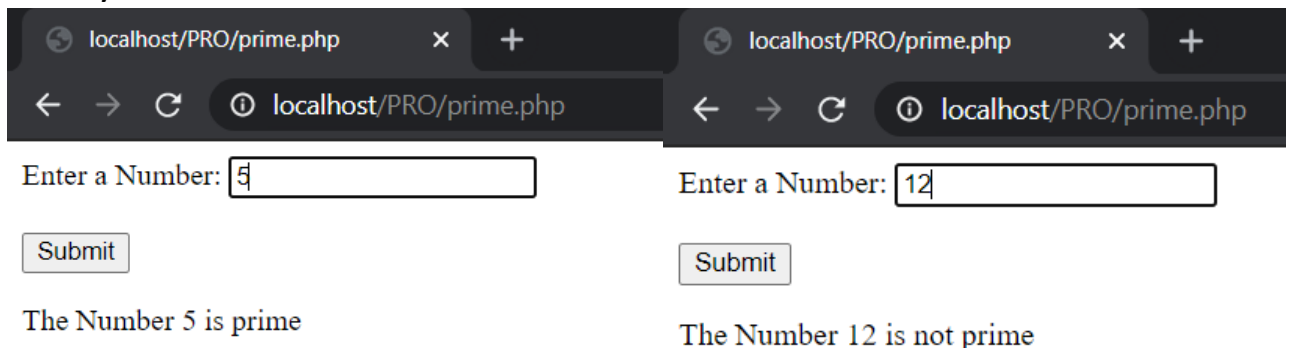 localhost/PRO/prime.php
localhost/PRO/prime.php
Enter a Number: 5
Submit
The Number 5 is prime
localhost/PRO/prime.php
localhost/PRO/prime.php
Enter a Number: 12
Submit
The Number 12 is not prime